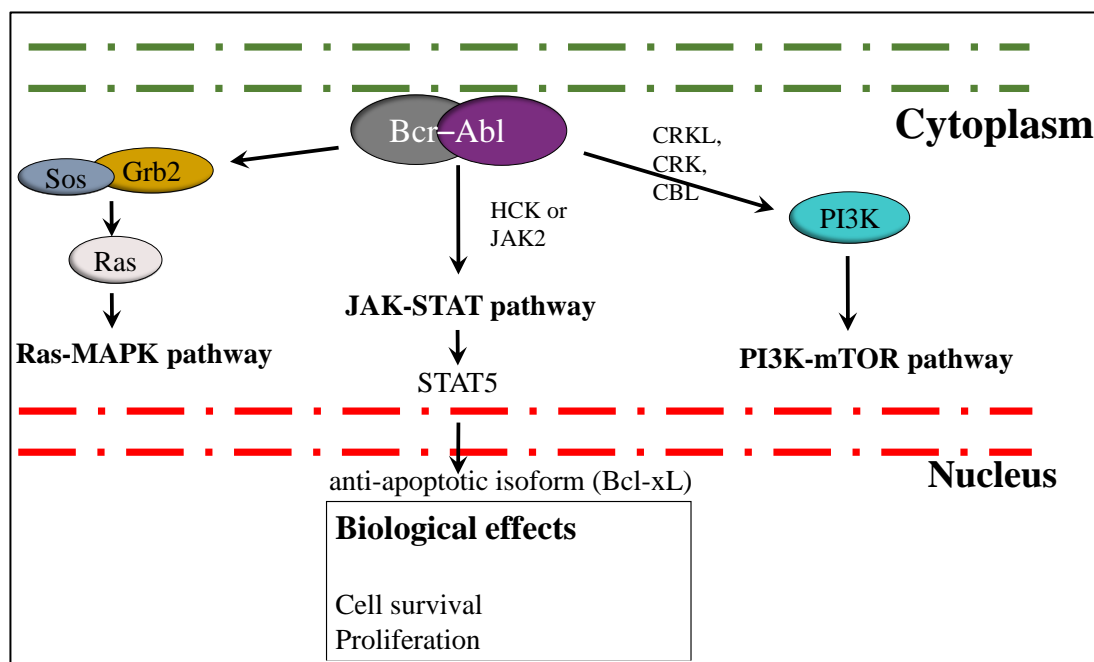 Cytoplasm
Bcr–Abl
CRKL,
CRK,
CBL
Sos
Grb2
PI3K
HCK or
JAK2
Ras
JAK-STAT pathway
Ras-MAPK pathway
PI3K-mTOR pathway
STAT5
Nucleus
anti-apoptotic isoform (Bcl-xL)
Biological effects
Cell survival
Proliferation